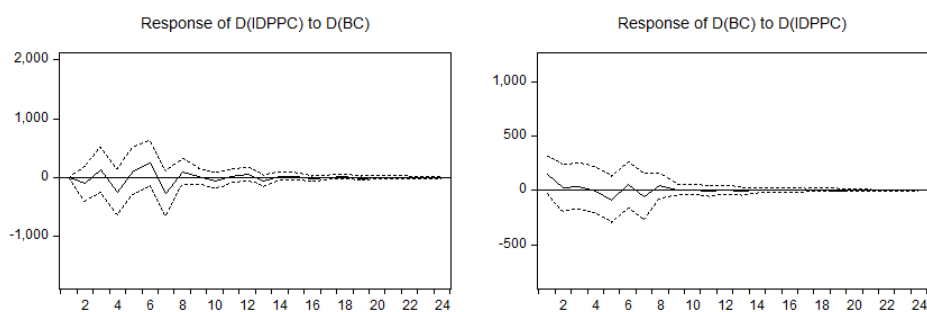 Response of D(IDPPC) to D(BC)
2,000
1,000
0
-1,000
2 4 6 8 10 12 14 16 18 20 22 24
Response of D(BC) to D(IDPPC)
1,000
500
0
-500
2 4 6 8 10 12 14 16 18 20 22 24